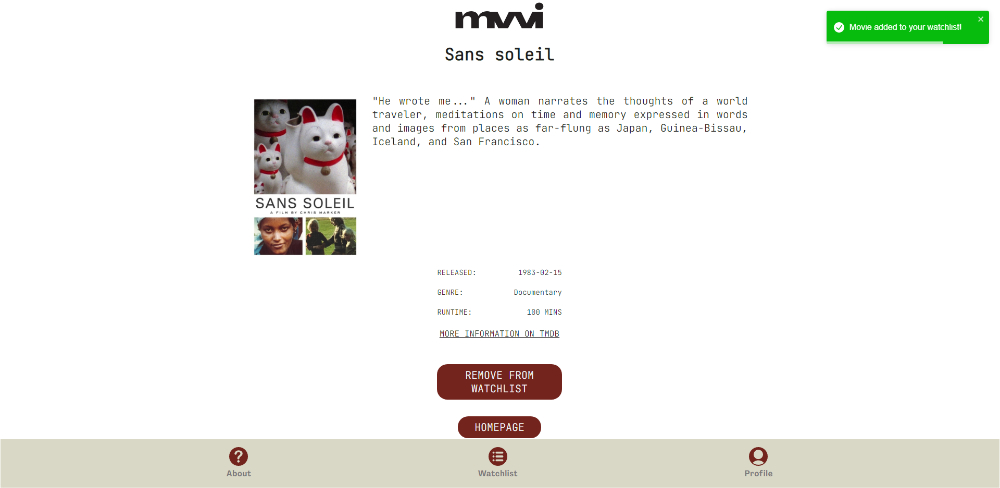 mvvi
Movie added to your watchlist!
Sans soleil
"He wrote me..." A woman narrates the thoughts of a world
traveler, meditations on time and memory expressed in words
and images from places as far-flung as Japan, Guinea-Bissau,
Iceland, and San Francisco.
SANS SOLEIL
A FILM BY CHRIS MARKER
RELEASED: 1983-02-15
GENRE: Documentary
RUNTIME: 100 MINS
MORE INFORMATION ON TMDB
REMOVE FROM
WATCHLIST
HOMEPAGE
About Watchlist Profile